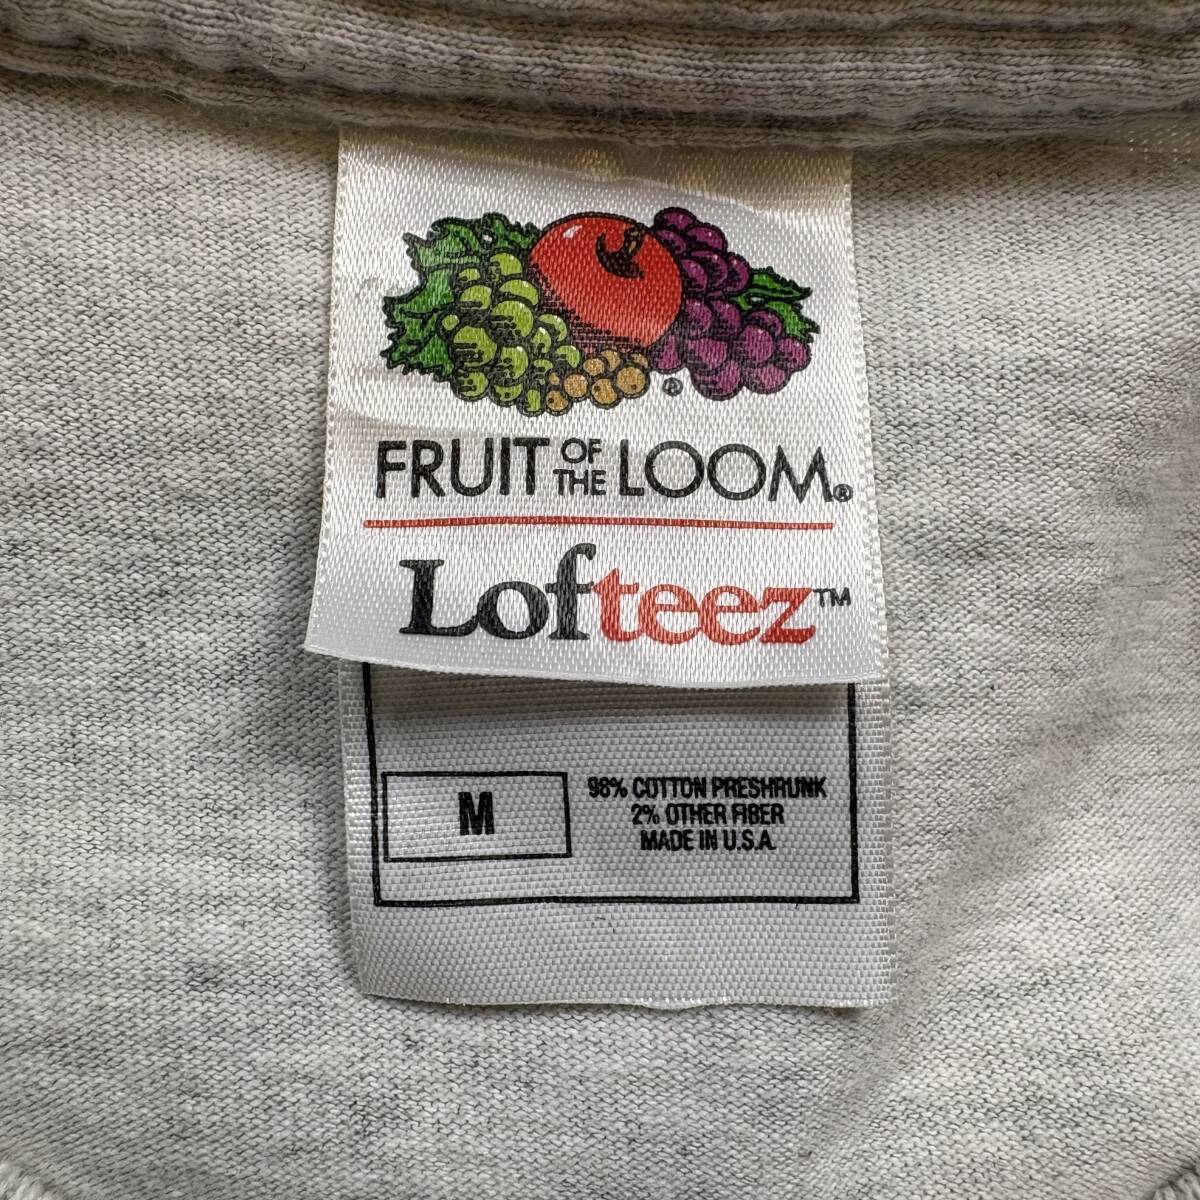 ®
FRUIT OF THE LOOM®
Lofteez™
M
98% COTTON PRESHRUNK
2% OTHER FIBER
MADE IN U.S.A.